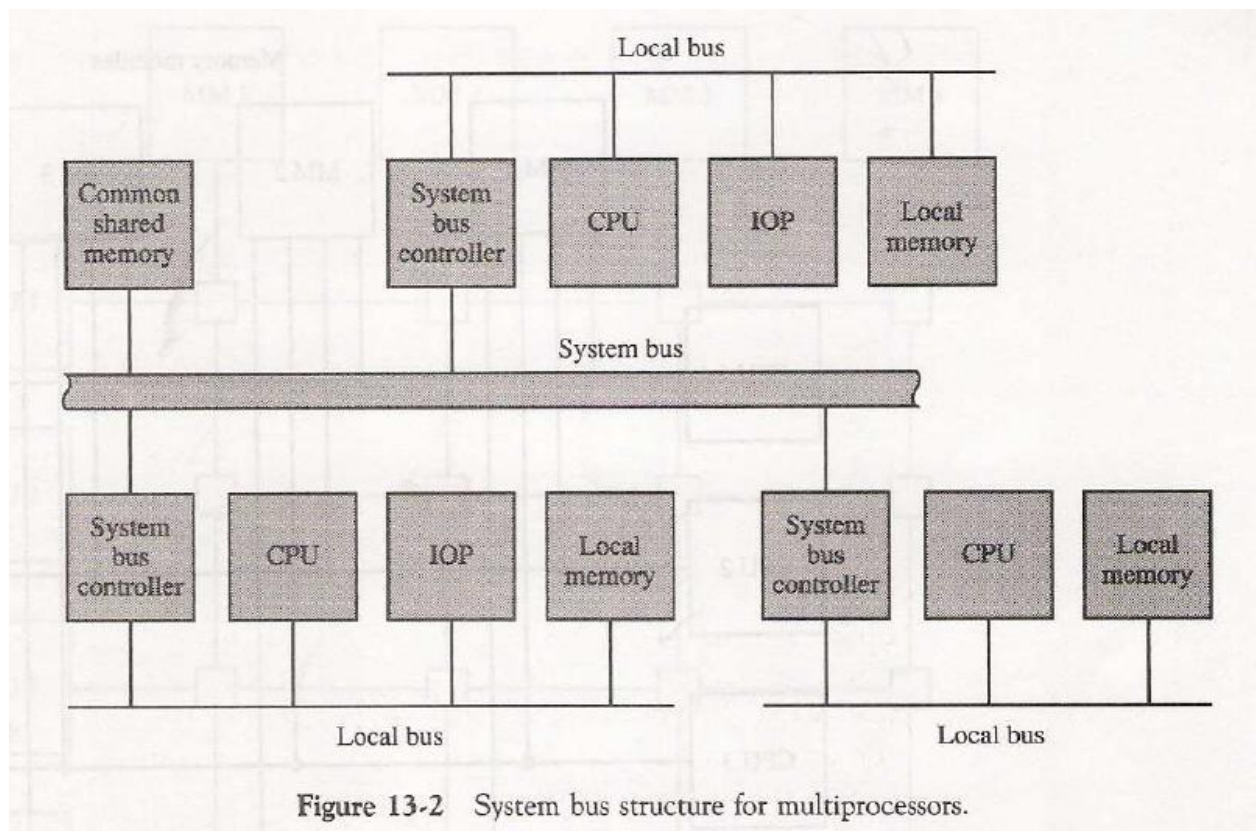 Local bus
Common
shared
memory
System
bus
controller
CPU
IOP
Local
memory
System bus
System
bus
controller
CPU
IOP
Local
memory
System
bus
controller
CPU
Local
memory
Local bus
Local bus
Figure 13-2 System bus structure for multiprocessors.